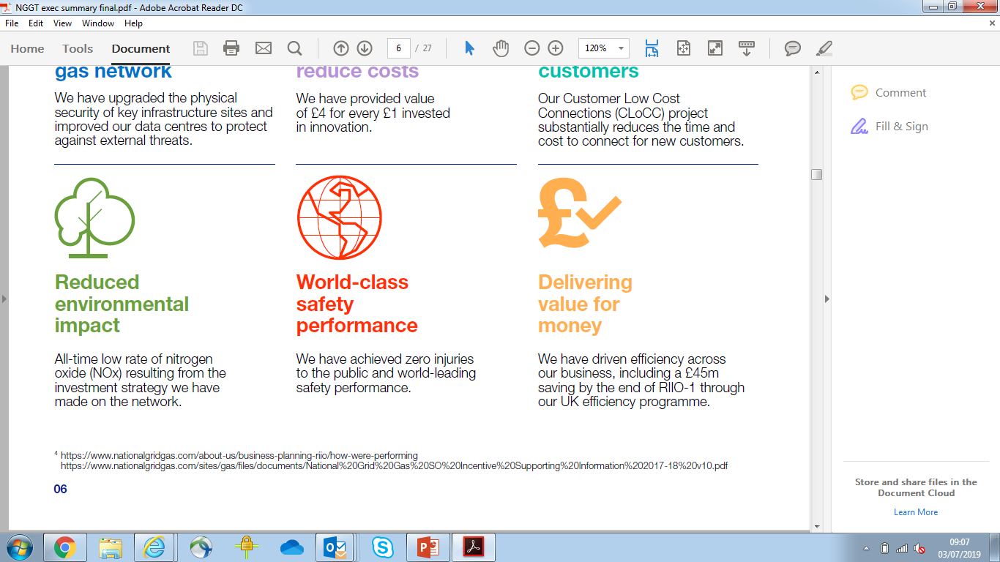 NGGT exec summary final.pdf - Adobe Acrobat Reader DC
File Edit View Window Help
Home Tools Document 6 / 27 120%
gas network
We have upgraded the physical
security of key infrastructure sites and
improved our data centres to protect
against external threats.
reduce costs
We have provided value
of £4 for every £1 invested
in innovation.
customers
Our Customer Low Cost
Connections (CLoCC) project
substantially reduces the time and
cost to connect for new customers.
Reduced
environmental
impact
All-time low rate of nitrogen
oxide (NOx) resulting from the
investment strategy we have
made on the network.
World-class
safety
performance
We have achieved zero injuries
to the public and world-leading
safety performance.
£
Delivering
value for
money
We have driven efficiency across
our business, including a £45m
saving by the end of RIIO-1 through
our UK efficiency programme.
4 https://www.nationalgridgas.com/about-us/business-planning-riio/how-were-performing
https://www.nationalgridgas.com/sites/gas/files/documents/National%20Grid%20Gas%20SO%20Incentive%20Supporting%20Information%202017-18%20v10.pdf
06
Comment
Fill & Sign
Store and share files in the
Document Cloud
Learn More
09:07
03/07/2019